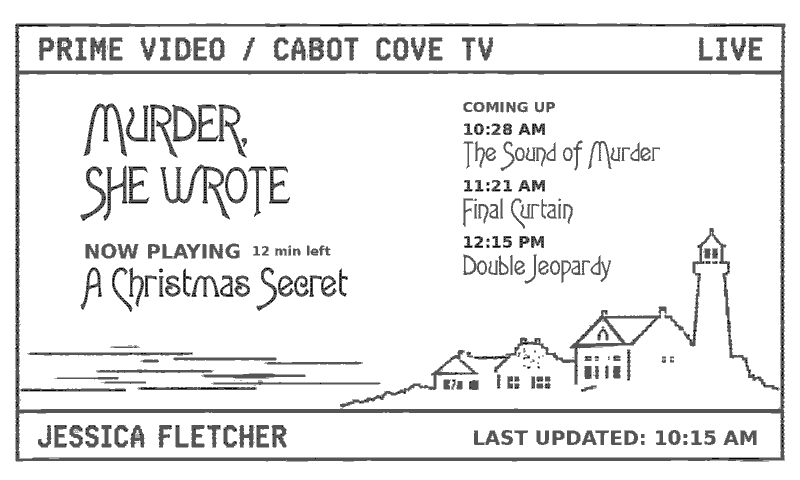 PRIME VIDEO / CABOT COVE TV
LIVE
MURDER,
SHE WROTE
NOW PLAYING 12 min left
A Christmas Secret
COMING UP
10:28 AM
The Sound of Murder
11:21 AM
Final Curtain
12:15 PM
Double Jeopardy
JESSICA FLETCHER
LAST UPDATED: 10:15 AM